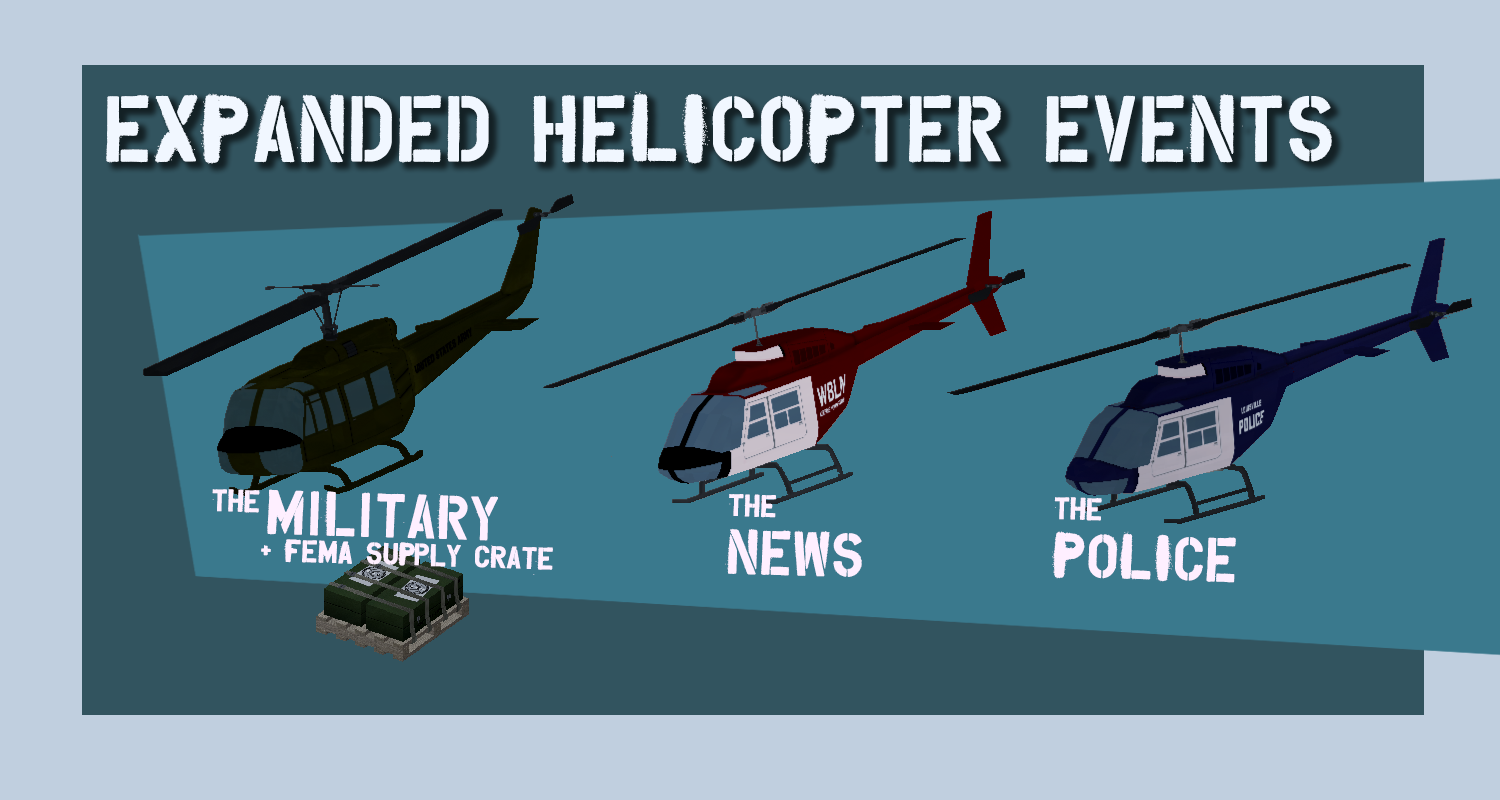 EXPANDED HELICOPTER EVENTS
UNITED STATES ARMY
WBLN
LOUISVILLE
POLICE
THE MILITARY
+ FEMA SUPPLY CRATE
THE
NEWS
THE
POLICE